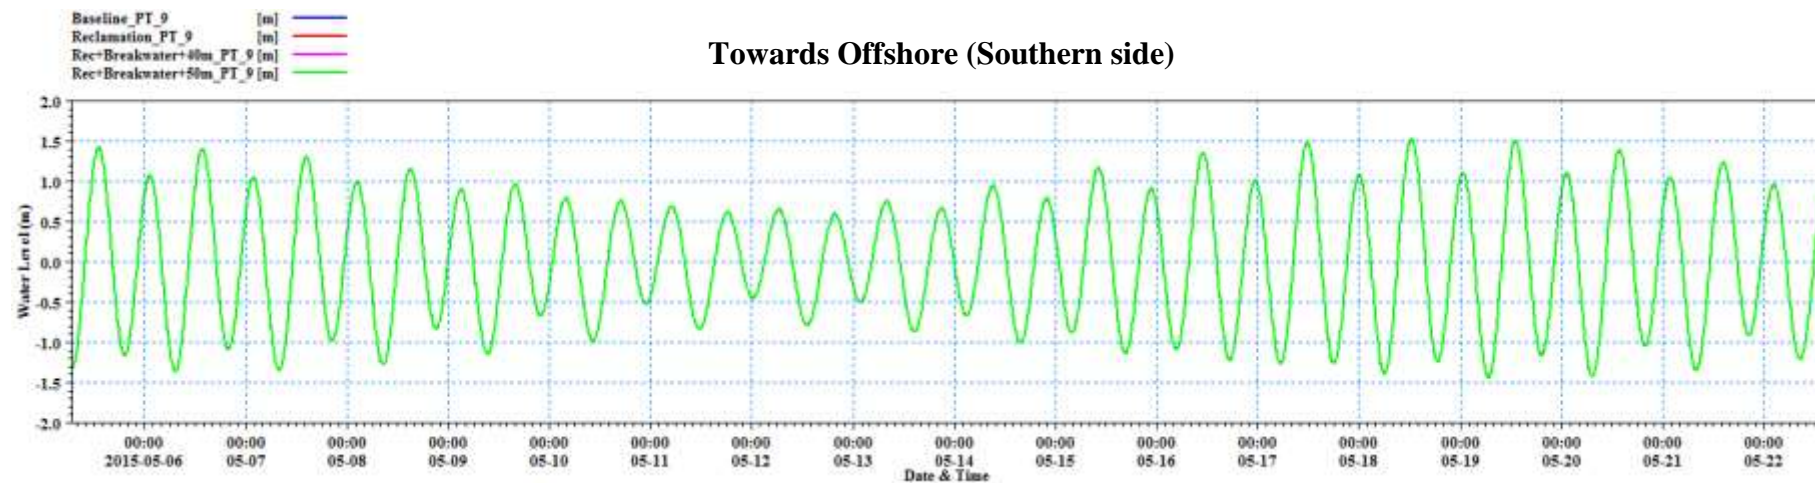 Baseline_PT_9 [m]
Reclamation_PT_9 [m]
Rec+Breakwater+40m_PT_9 [m]
Rec+Breakwater+50m_PT_9 [m]
Towards Offshore (Southern side)
Water Level (m)
2.0
1.5
1.0
0.5
0.0
-0.5
-1.0
-1.5
-2.0
00:00 00:00 00:00 00:00 00:00 00:00 00:00 00:00 00:00 00:00 00:00 00:00 00:00 00:00 00:00 00:00 00:00
2015-05-06 05-07 05-08 05-09 05-10 05-11 05-12 05-13 05-14 05-15 05-16 05-17 05-18 05-19 05-20 05-21 05-22
Date & Time